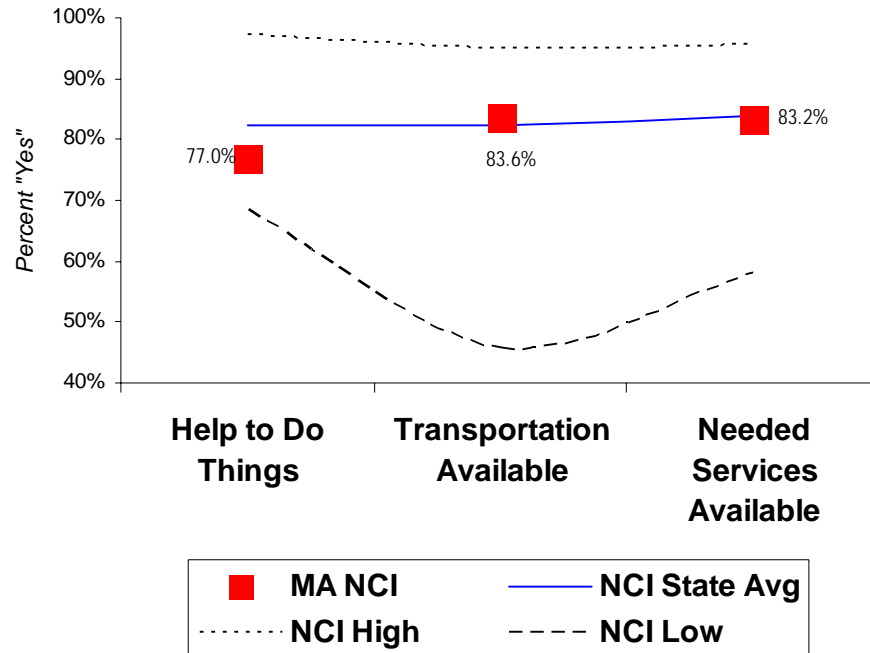 100%
90%
80%
70%
60%
50%
40%
Percent "Yes"
77.0%
83.6%
83.2%
Help to Do
Things
Transportation
Available
Needed
Services
Available
MA NCI
NCI State Avg
NCI High
NCI Low